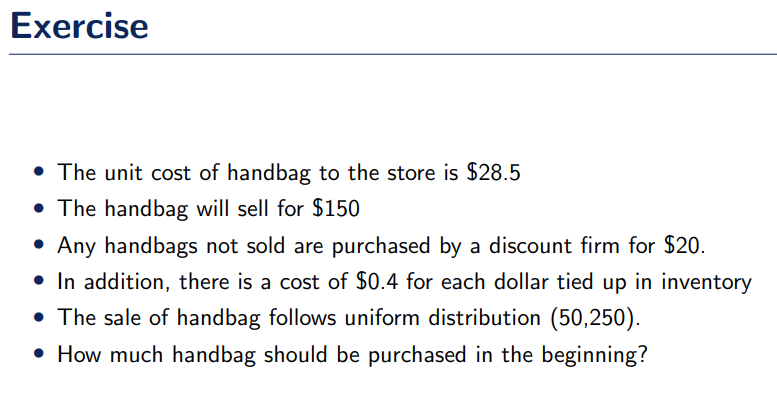 Exercise
• The unit cost of handbag to the store is $28.5
• The handbag will sell for $150
• Any handbags not sold are purchased by a discount firm for $20.
• In addition, there is a cost of $0.4 for each dollar tied up in inventory
• The sale of handbag follows uniform distribution (50,250).
• How much handbag should be purchased in the beginning?